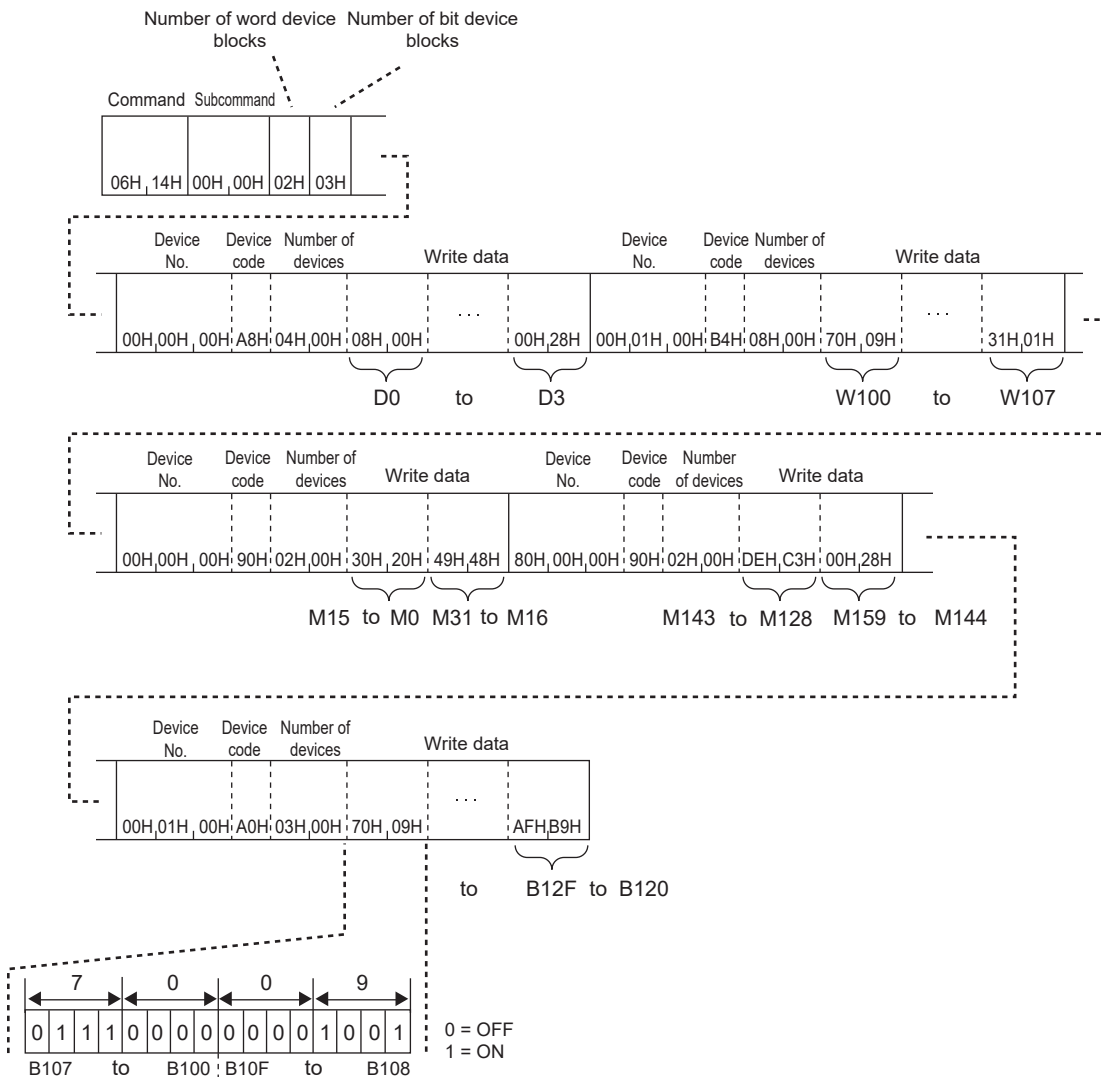 Number of word device blocks
Number of bit device blocks
Command Subcommand
06H 14H 00H 00H 02H 03H
Device No. Device code Number of devices Write data Device No. Device code Number of devices Write data
00H 00H 00H A8H 04H 00H 08H 00H ... 00H 28H 00H 01H 00H B4H 08H 00H 70H 09H ... 31H 01H
D0 to D3 W100 to W107
Device No. Device code Number of devices Write data Device No. Device code Number of devices Write data
00H 00H 00H 90H 02H 00H 30H 20H 49H 48H 80H 00H 00H 90H 02H 00H DEH C3H 00H 28H
M15 to M0 M31 to M16 M143 to M128 M159 to M144
Device No. Device code Number of devices Write data
00H 01H 00H A0H 03H 00H 70H 09H ... AFH B9H
to B12F to B120
7 0 0 9
0 1 1 1 0 0 0 0 0 0 0 0 1 0 0 1
0 = OFF
1 = ON
B107 to B100 B10F to B108